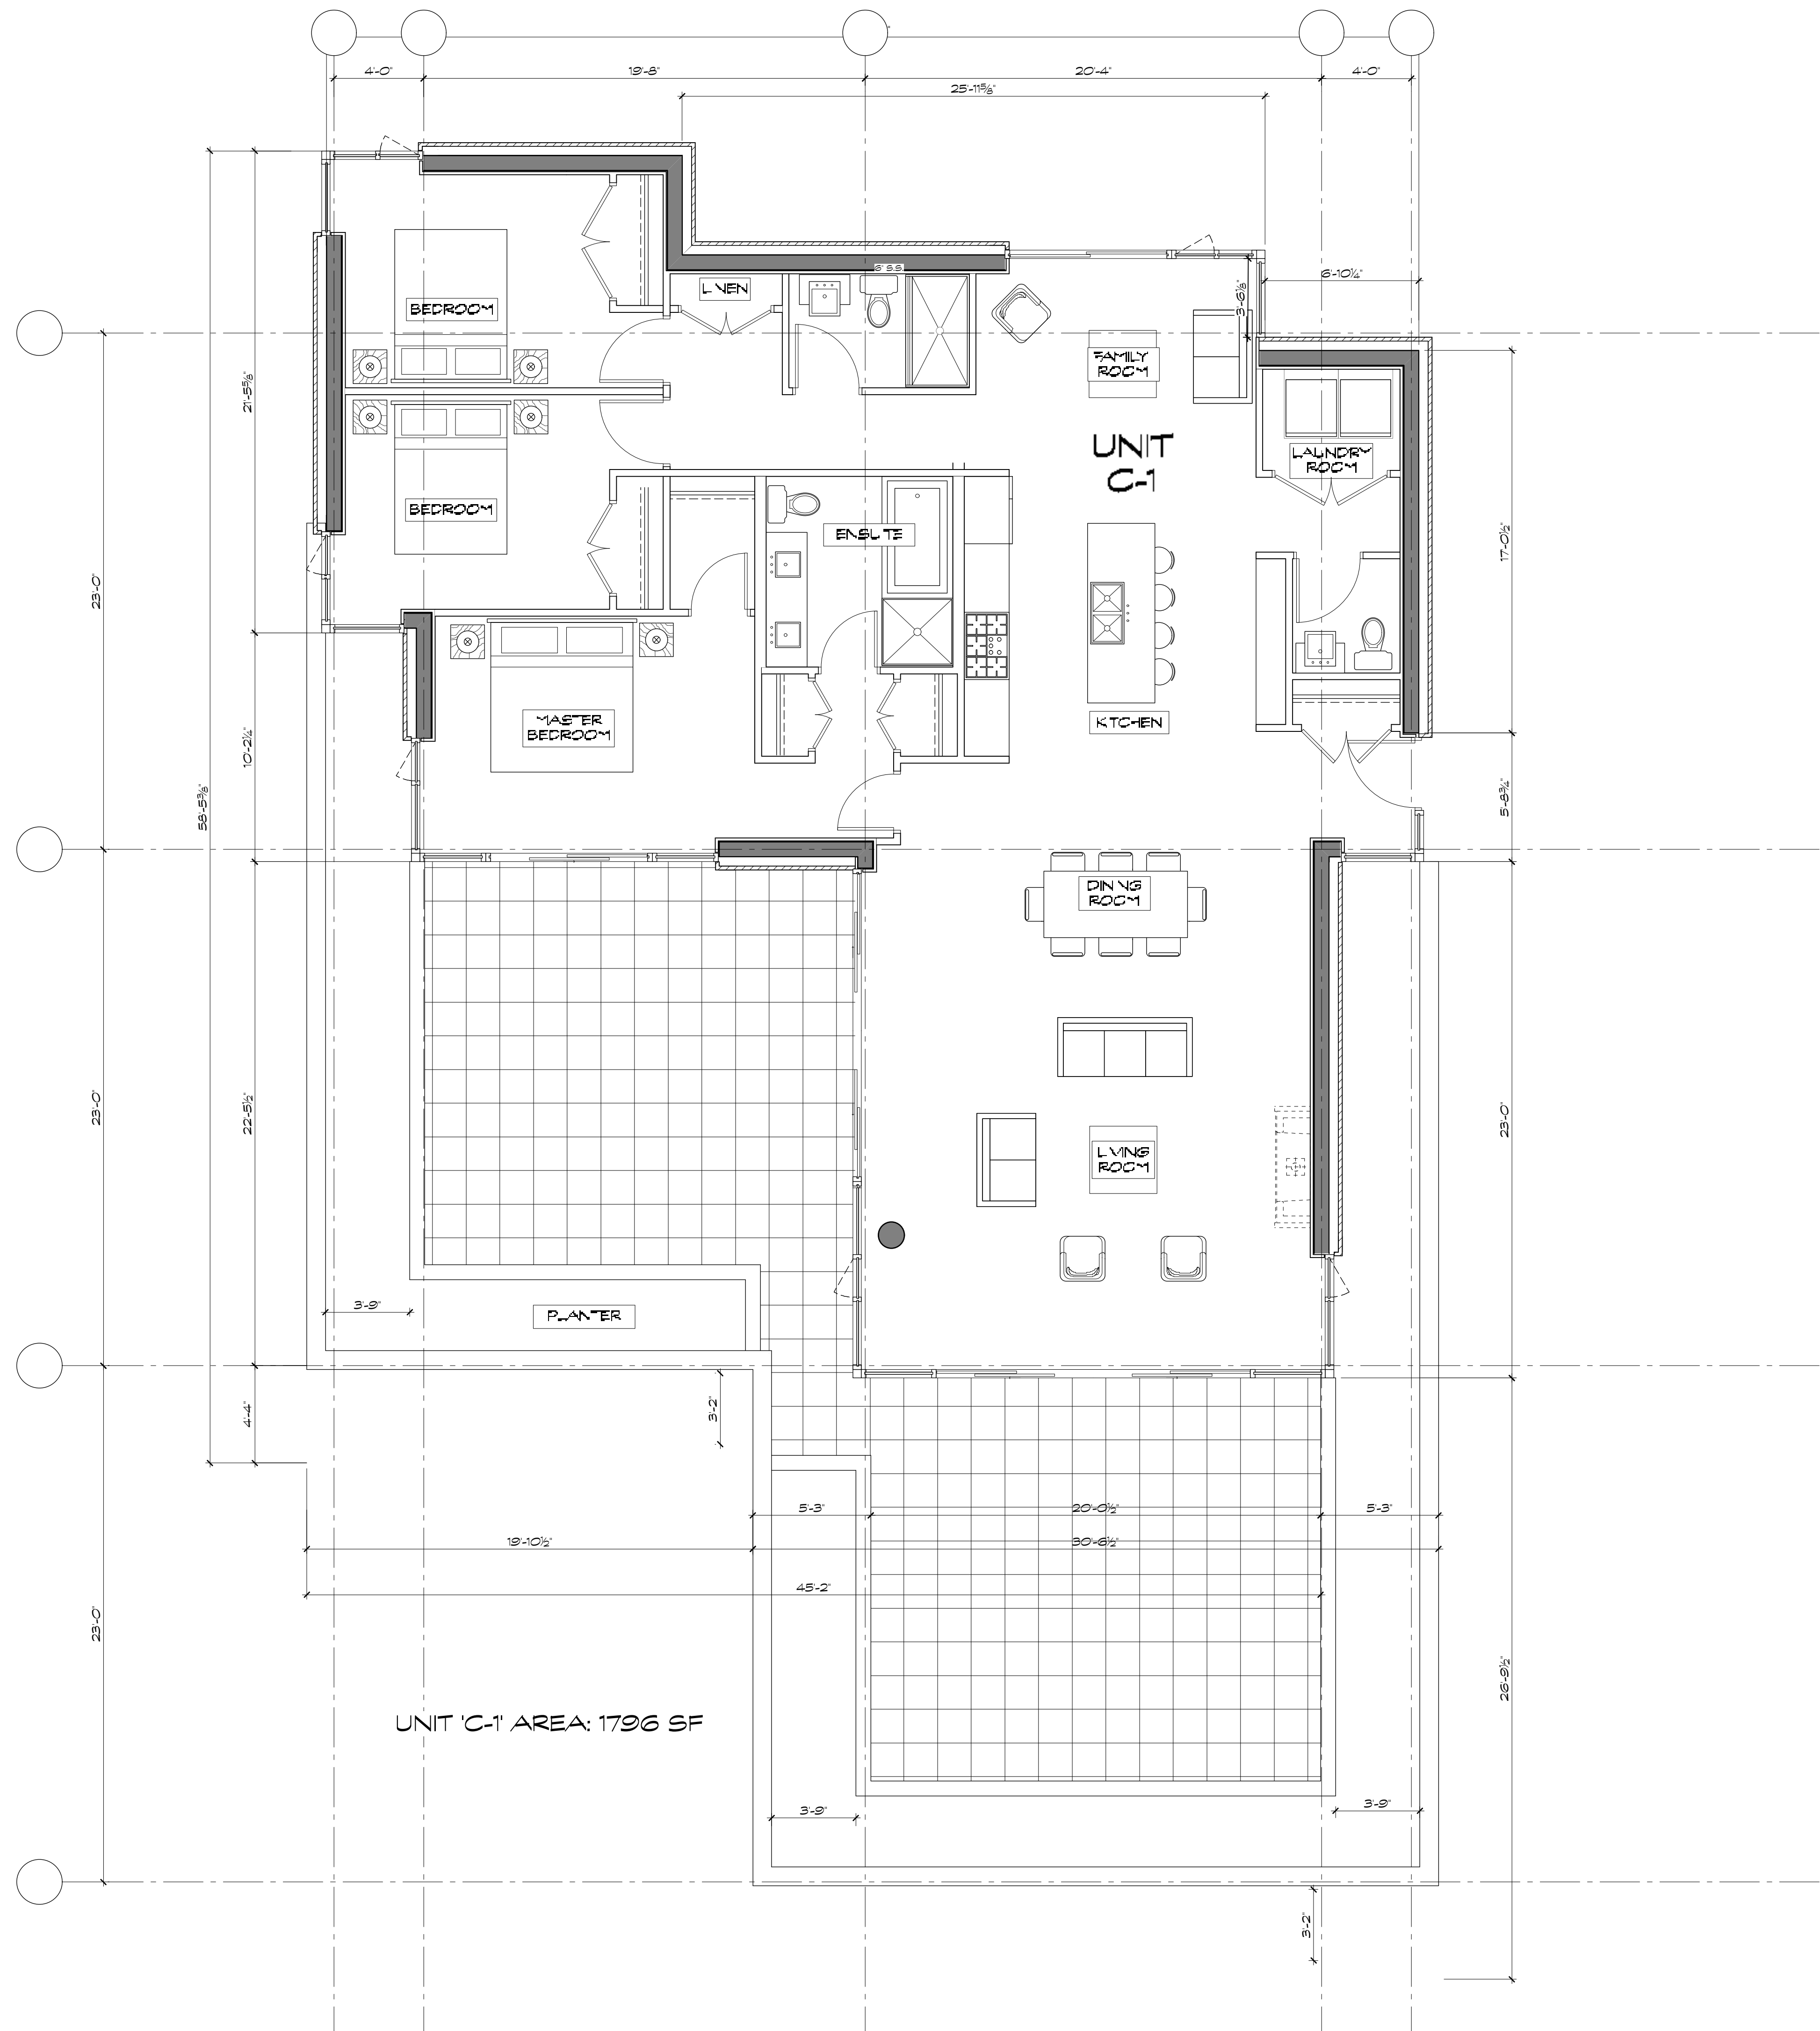 4'-0"
19'-8"
20'-4"
4'-0"
25'-11⅝"
6" S.S.
LINEN
6'-10¼"
3'-6⅛"
BEDROOM
FAMILY
ROOM
21'-5⅝"
UNIT
C-1
LAUNDRY
ROOM
BEDROOM
ENSUITE
17'-0½"
23'-0"
MASTER
BEDROOM
KITCHEN
10'-2¼"
58'-5⅜"
5'-8¾"
DINING
ROOM
23'-0"
22'-5½"
23'-0"
LIVING
ROOM
3'-9"
PLANTER
4'-4"
3'-2"
5'-3"
20'-0½"
5'-3"
19'-10½"
30'-6½"
45'-2"
23'-0"
26'-9½"
UNIT 'C-1' AREA: 1796 SF
3'-9"
3'-9"
3'-2"